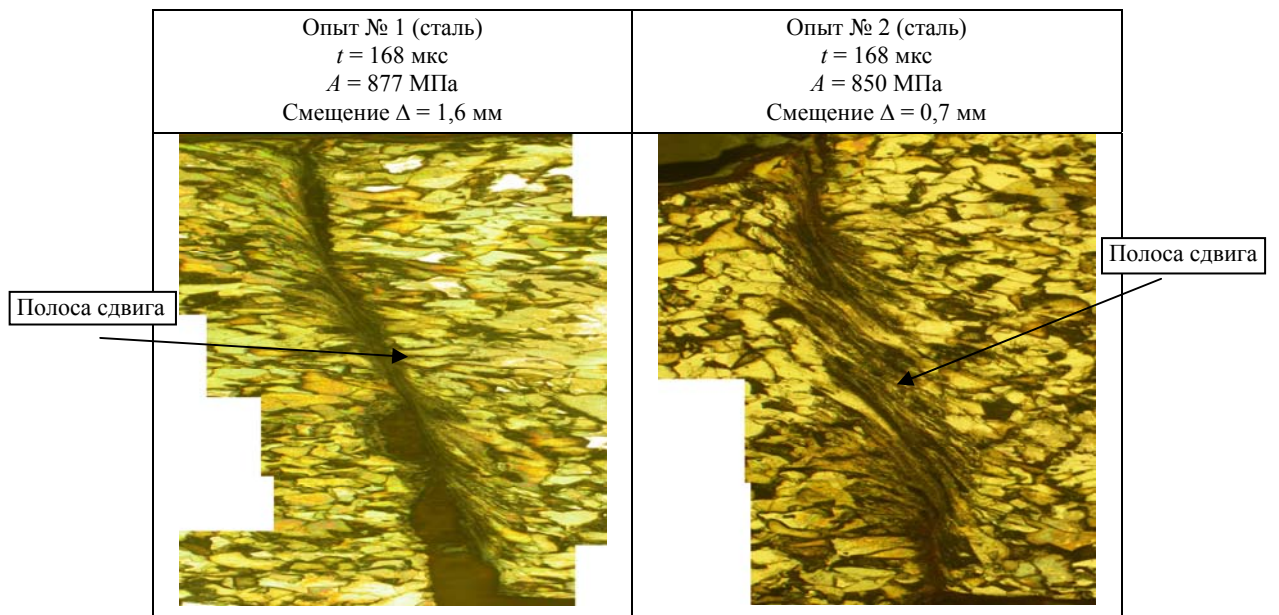 Опыт № 1 (сталь)
t = 168 мкс
A = 877 МПа
Смещение Δ = 1,6 мм
Опыт № 2 (сталь)
t = 168 мкс
A = 850 МПа
Смещение Δ = 0,7 мм
Полоса сдвига
Полоса сдвига